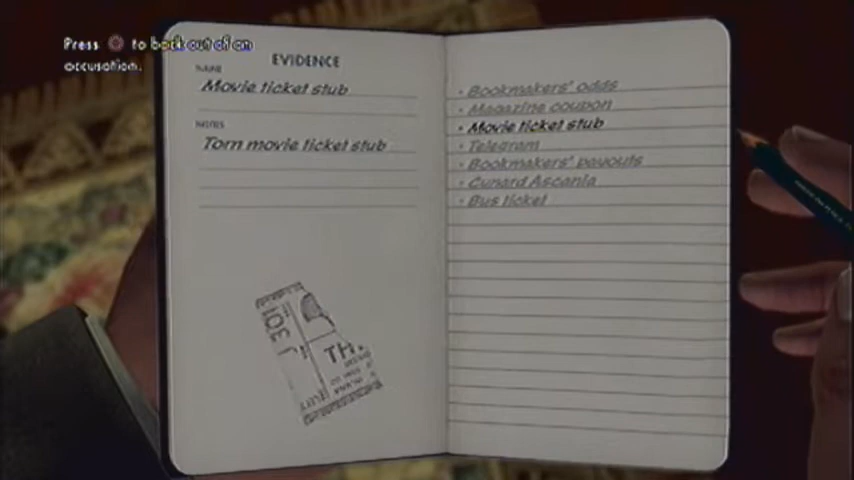 Press to back out of an
accusation.
EVIDENCE
NAME
Movie ticket stub
NOTES
Torn movie ticket stub
TH
• Bookmakers' odds
• Magazine coupon
• Movie ticket stub
• Telegram
• Bookmakers' payouts
• Cunard Ascania
• Bus ticket